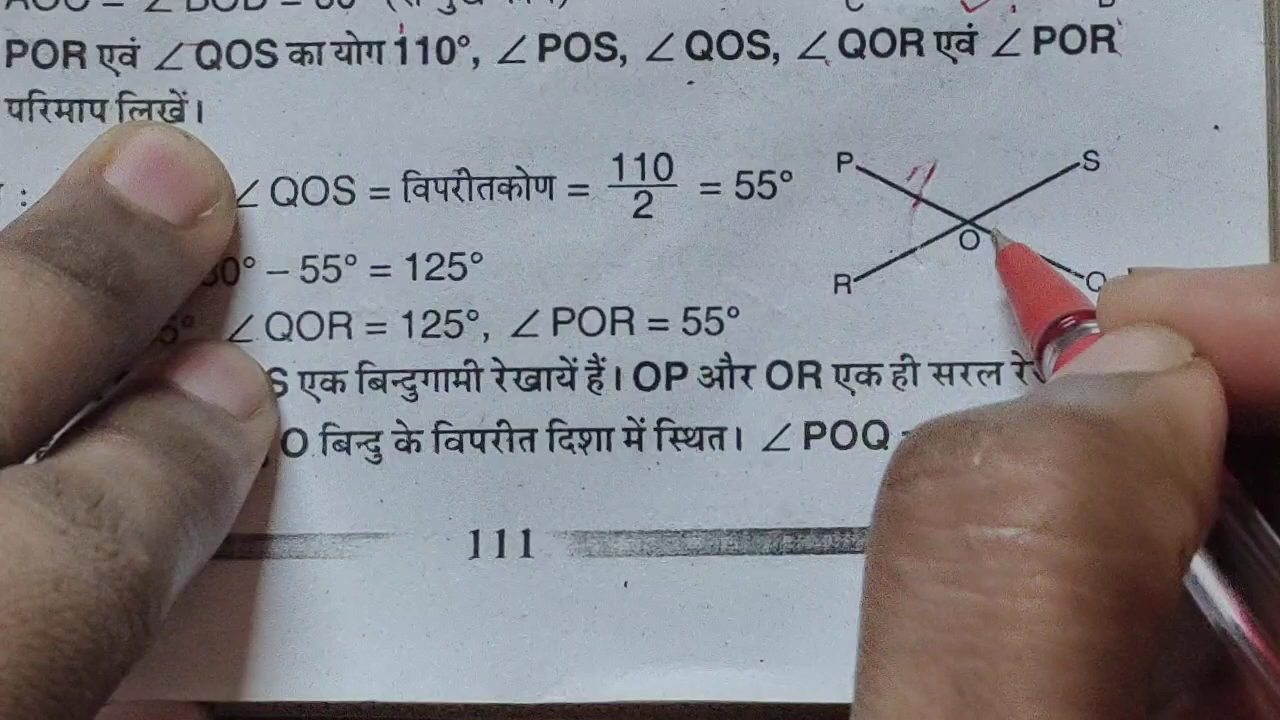 POR एवं ∠QOS का योग 110°, ∠POS, ∠QOS, ∠QOR एवं ∠POR
परिमाप लिखें।
: ∠QOS = विपरीतकोण = 110/2 = 55°
0° – 55° = 125°
5° ∠QOR = 125°, ∠POR = 55°
S एक बिन्दुगामी रेखायें हैं। OP और OR एक ही सरल
O बिन्दु के विपरीत दिशा में स्थित। ∠POQ
P S
O
R Q
111